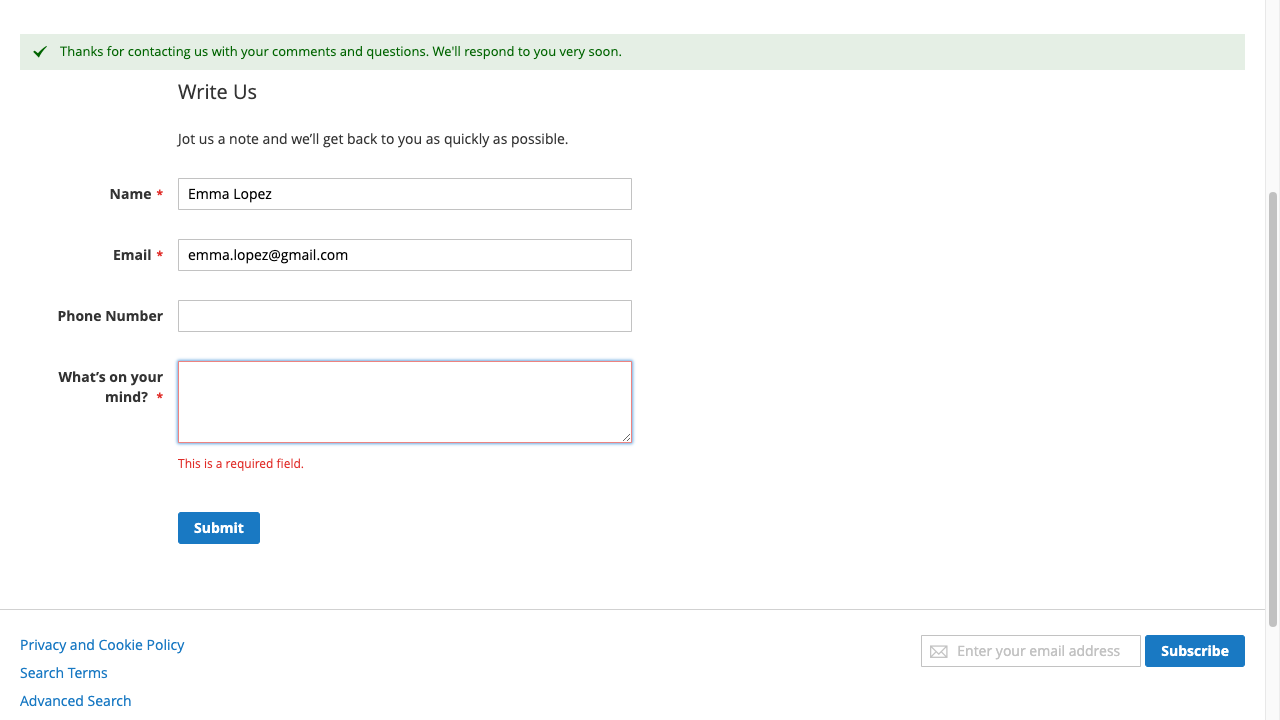 Thanks for contacting us with your comments and questions. We'll respond to you very soon.
Write Us
Jot us a note and we’ll get back to you as quickly as possible.
Name *
Emma Lopez
Email *
emma.lopez@gmail.com
Phone Number
What’s on your
mind? *
This is a required field.
Submit
Privacy and Cookie Policy
Search Terms
Advanced Search
Enter your email address
Subscribe